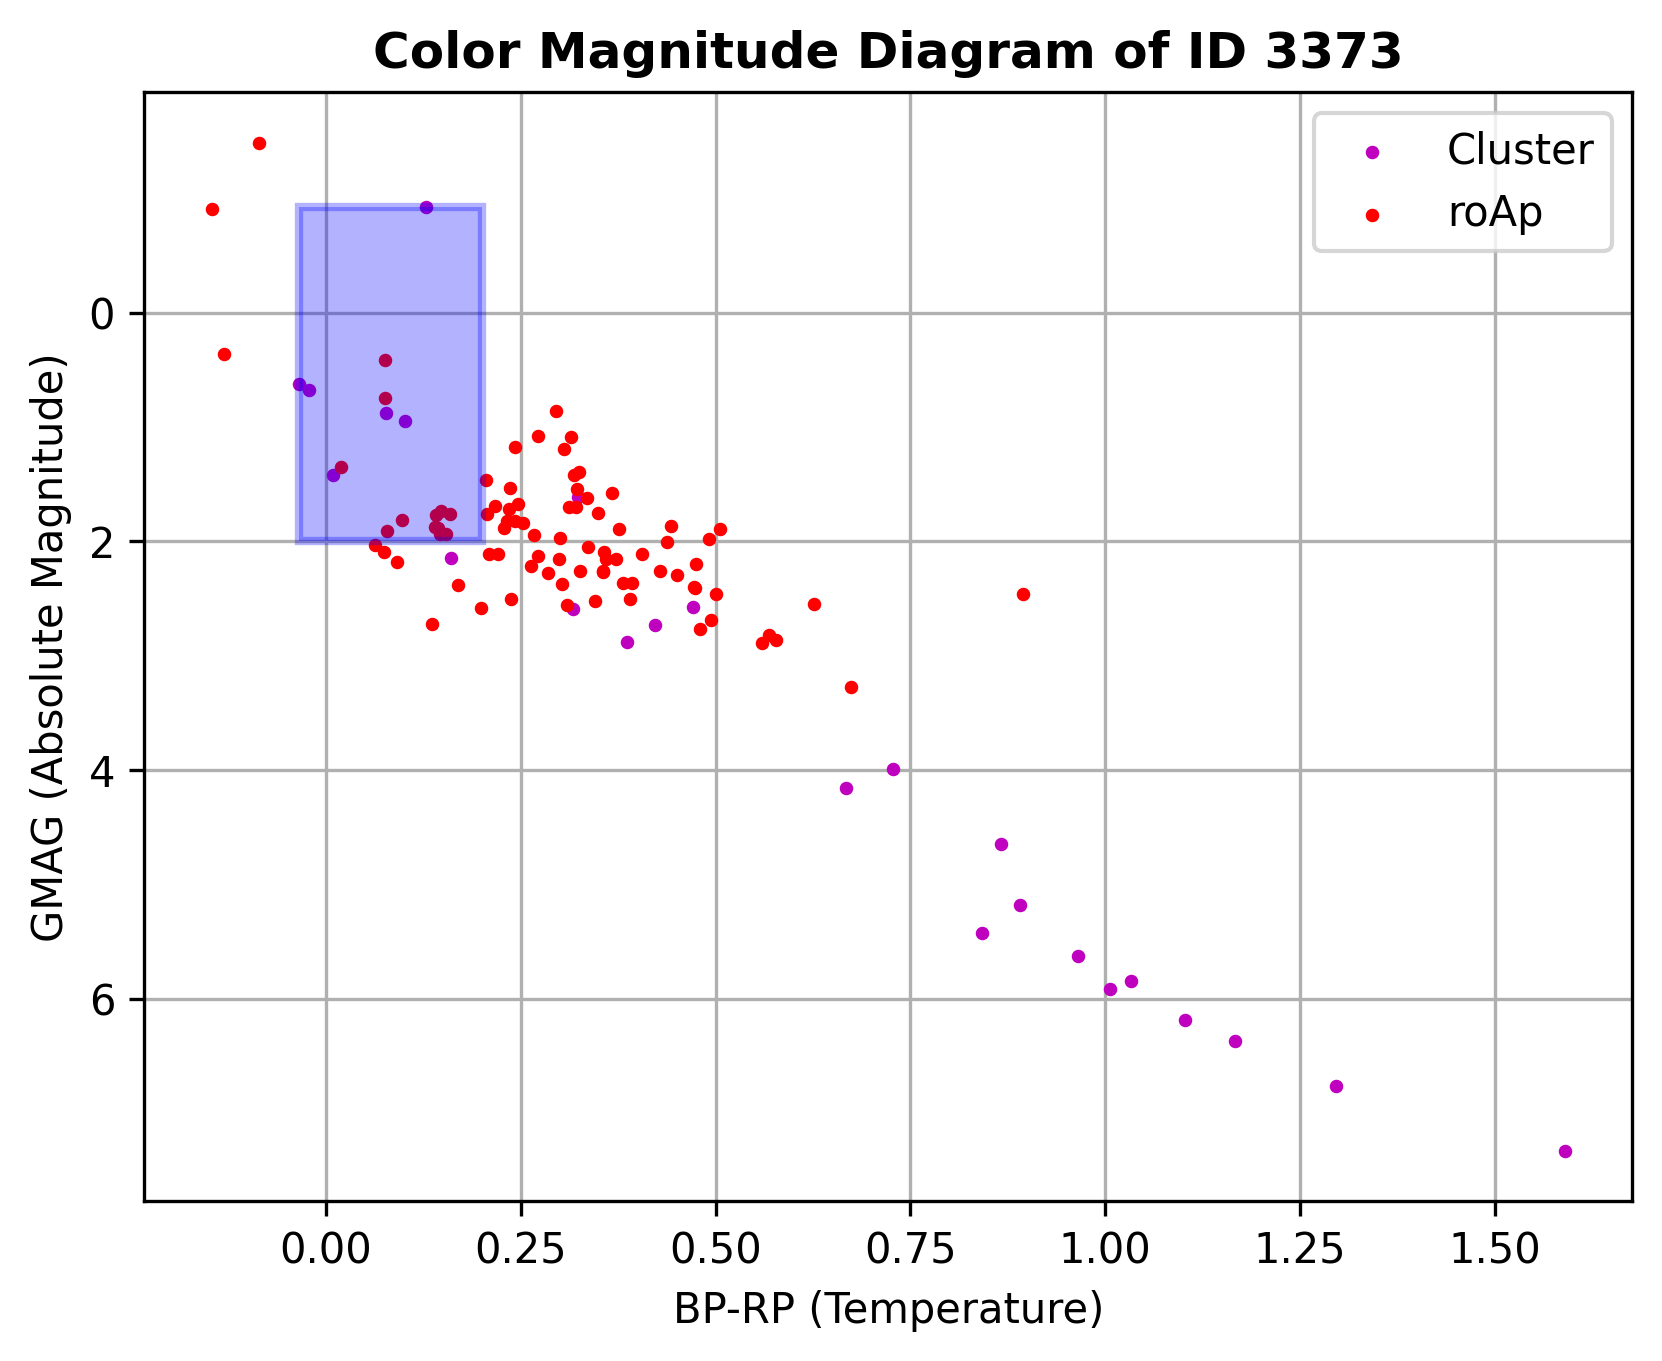 Color Magnitude Diagram of ID 3373
Cluster
roAp
GMAG (Absolute Magnitude)
0
2
4
6
0.00 0.25 0.50 0.75 1.00 1.25 1.50
BP-RP (Temperature)